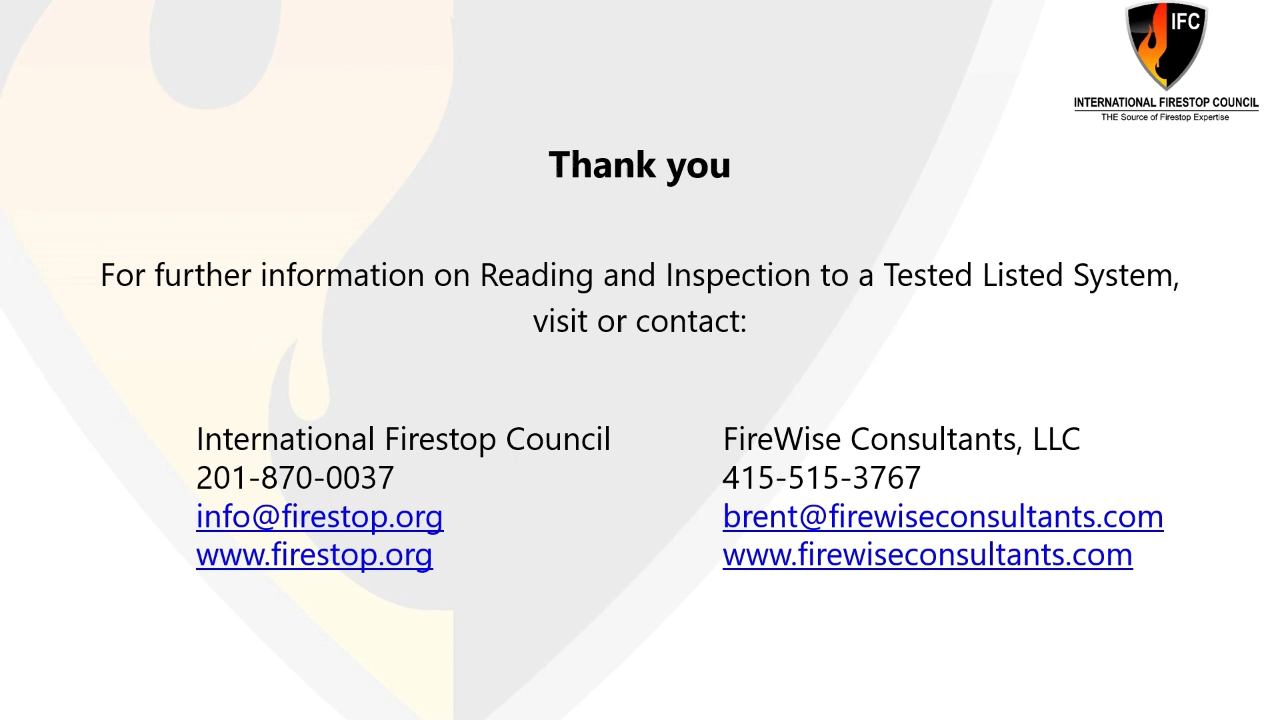 IFC
INTERNATIONAL FIRESTOP COUNCIL
THE Source of Firestop Expertise
Thank you
For further information on Reading and Inspection to a Tested Listed System,
visit or contact:
International Firestop Council
201-870-0037
info@firestop.org
www.firestop.org
FireWise Consultants, LLC
415-515-3767
brent@firewiseconsultants.com
www.firewiseconsultants.com